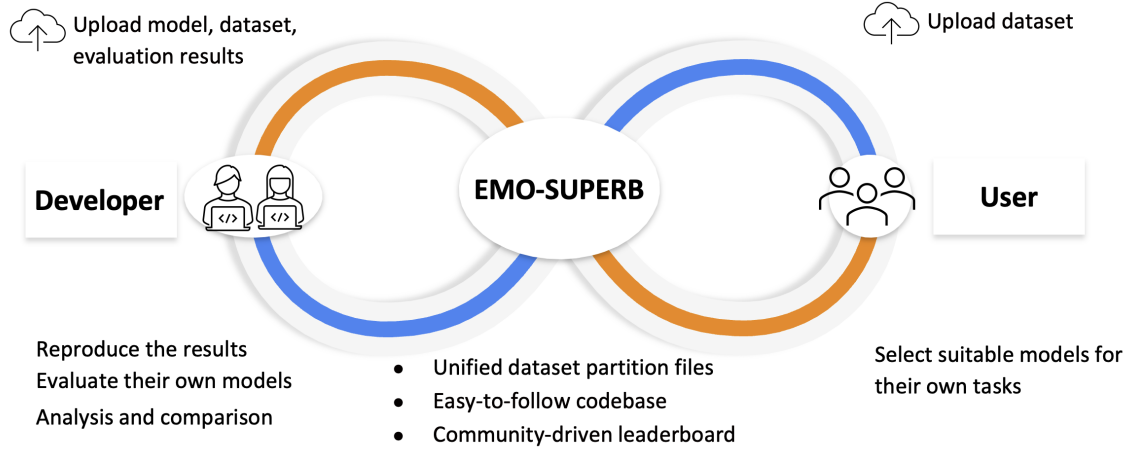 Upload model, dataset,
evaluation results
Upload dataset
Developer
</>
</>
EMO-SUPERB
User
Reproduce the results
Evaluate their own models
Analysis and comparison
● Unified dataset partition files
● Easy-to-follow codebase
● Community-driven leaderboard
Select suitable models for
their own tasks